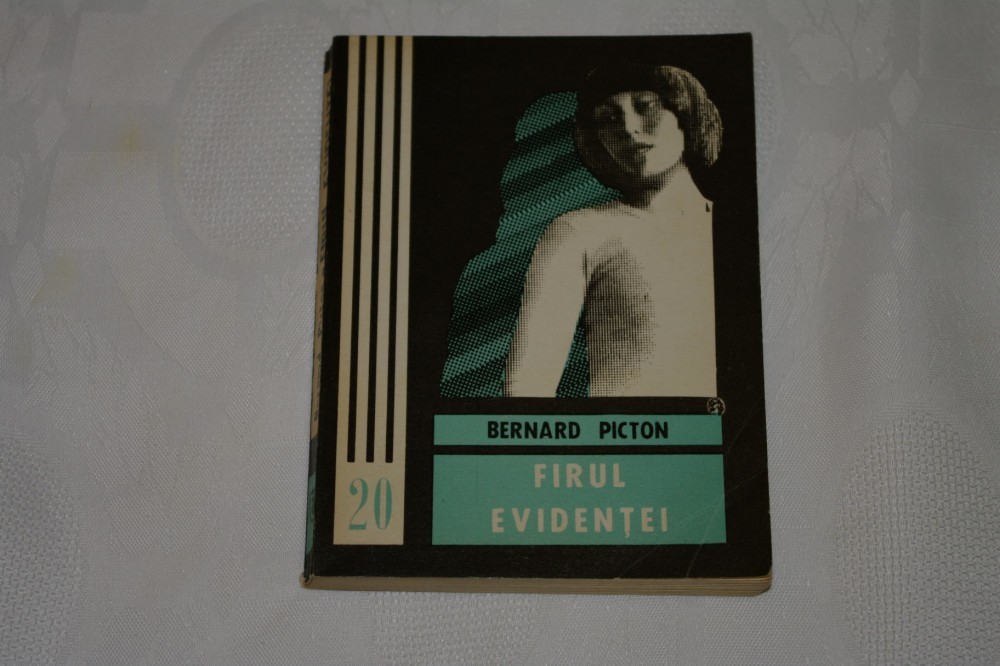 BERNARD PICTON
FIRUL
EVIDENȚEI
20